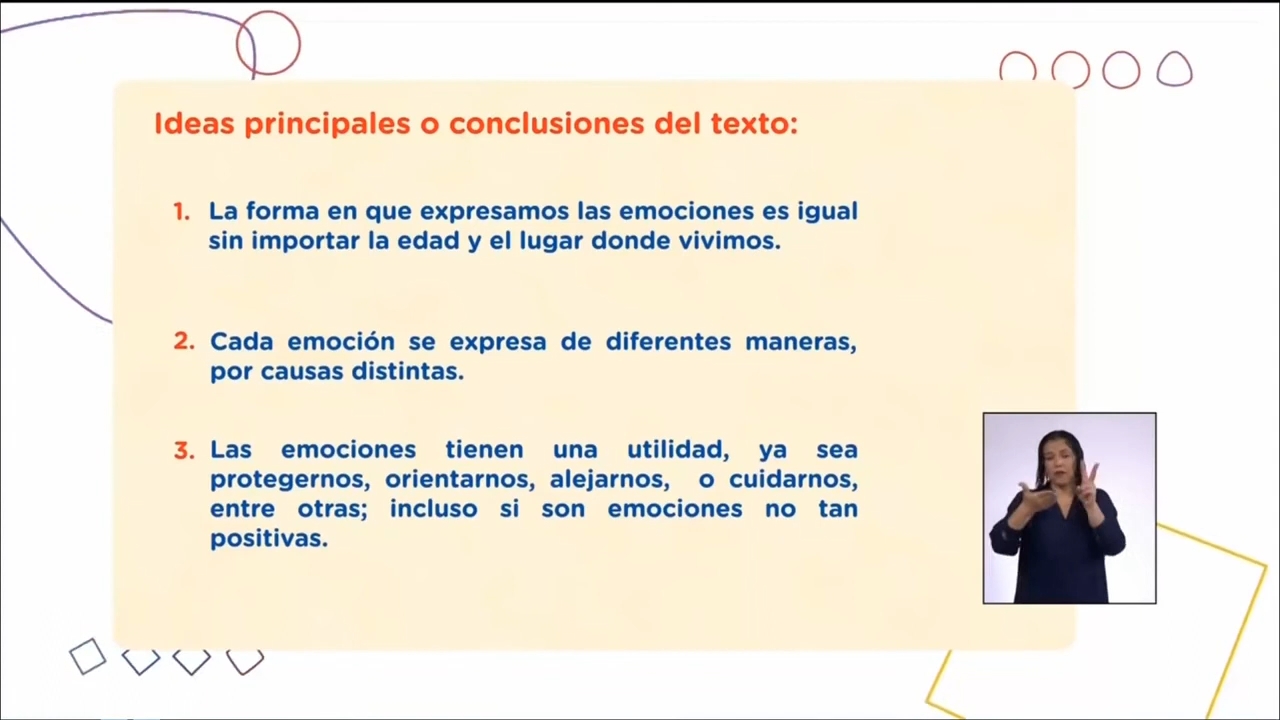 Ideas principales o conclusiones del texto:
1. La forma en que expresamos las emociones es igual
sin importar la edad y el lugar donde vivimos.
2. Cada emoción se expresa de diferentes maneras,
por causas distintas.
3. Las emociones tienen una utilidad, ya sea
protegernos, orientarnos, alejarnos, o cuidarnos,
entre otras; incluso si son emociones no tan
positivas.